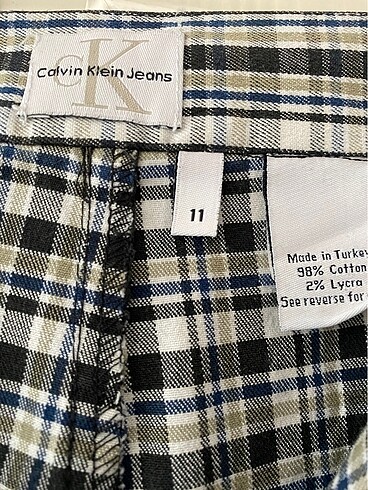 CK
Calvin Klein Jeans
11
Made in Turkey
98% Cotton
2% Lycra
See reverse for